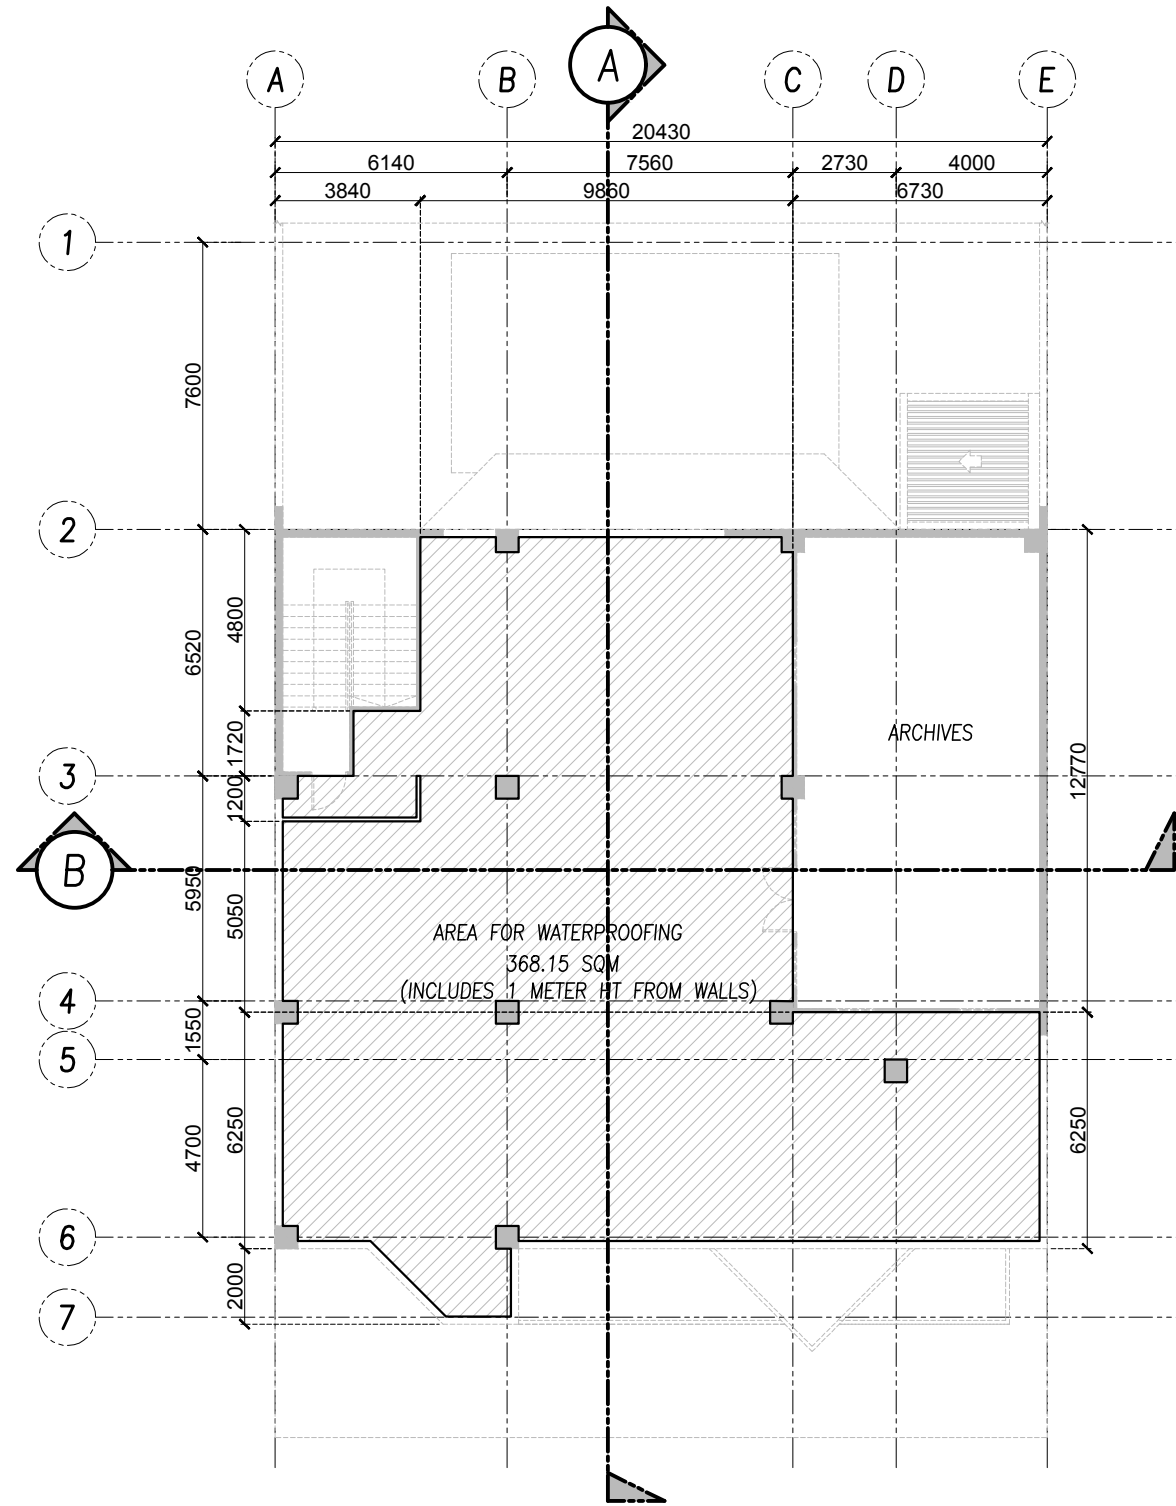 A
B
A
C
D
E
20430
6140
7560
2730
4000
3840
9860
6730
1
7600
2
4800
6520
1720
ARCHIVES
12770
3
1200
B
5950
5050
AREA FOR WATERPROOFING
368.15 SQM
(INCLUDES 1 METER HT FROM WALLS)
4
1550
5
6250
4700
6250
6
2000
7